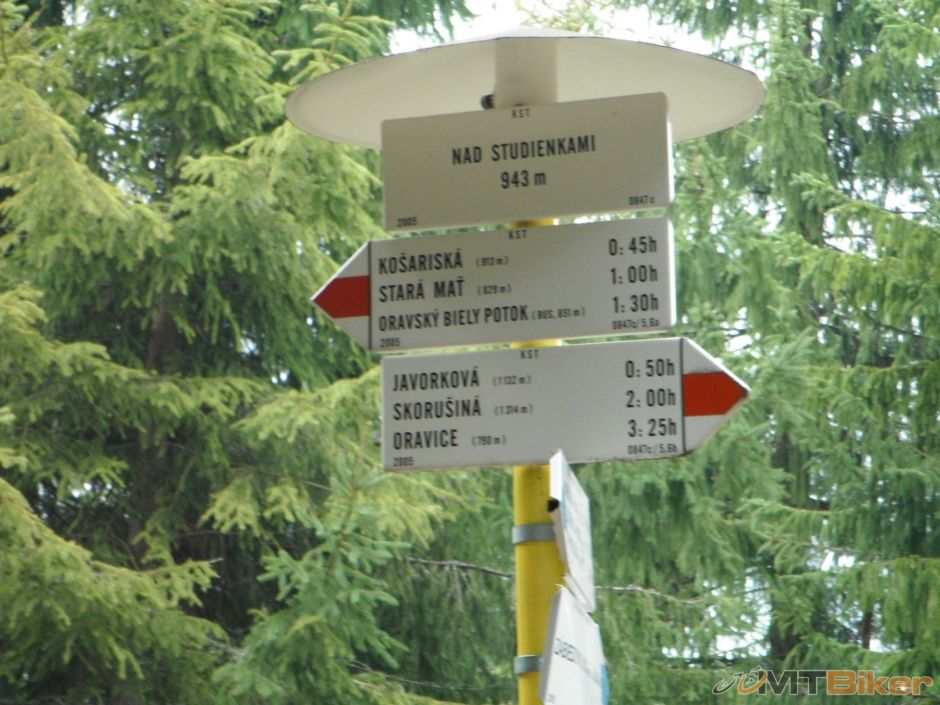 KST
NAD STUDIENKAMI
943 m
2005 0847c
KST
KOŠARISKÁ (913 m) 0:45h
STARÁ MAŤ (829 m) 1:00h
ORAVSKÝ BIELY POTOK (BUS, 651 m) 1:30h
2005 0847c/5,6a
KST
JAVORKOVÁ (1132 m) 0:50h
SKORUŠINÁ (1314 m) 2:00h
ORAVICE (790 m) 3:25h
2005 0847c/5,6b
MTBiker